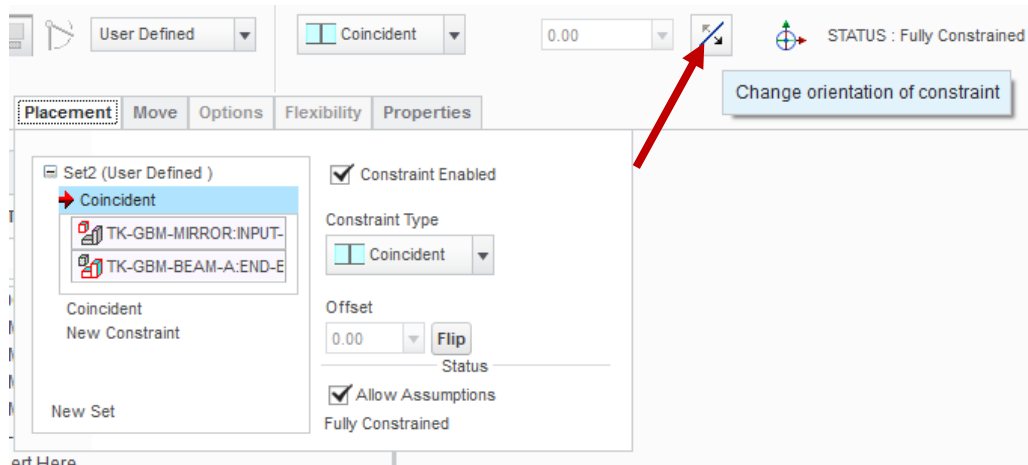 User Defined
Coincident
0.00
STATUS : Fully Constrained
Change orientation of constraint
Placement Move Options Flexibility Properties
Set2 (User Defined )
Coincident
TK-GBM-MIRROR:INPUT-
TK-GBM-BEAM-A:END-E
Coincident
New Constraint
New Set
Constraint Enabled
Constraint Type
Coincident
Offset
0.00 Flip
Status
Allow Assumptions
Fully Constrained
ert Here